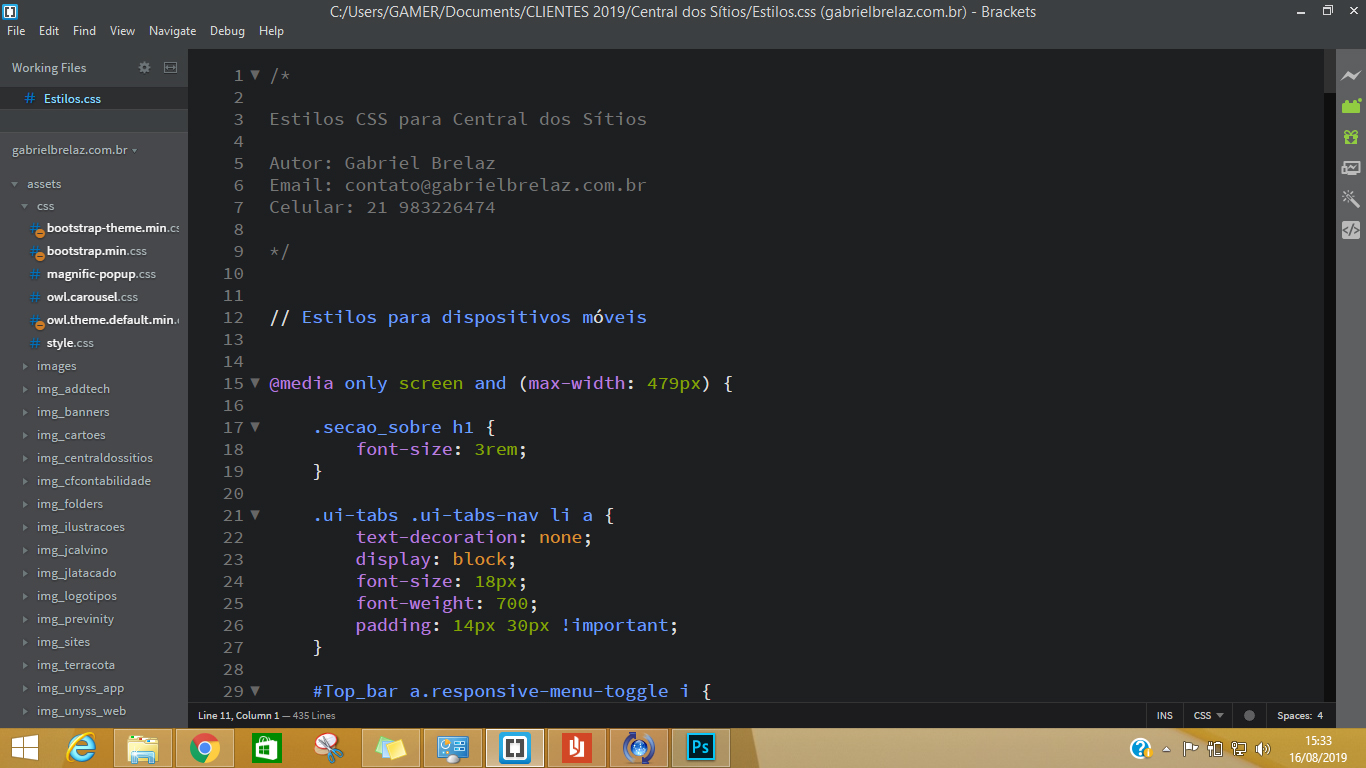 C:/Users/GAMER/Documents/CLIENTES 2019/Central dos Sítios/Estilos.css (gabrielbrelaz.com.br) - Brackets
File Edit Find View Navigate Debug Help
Working Files
Estilos.css
gabrielbrelaz.com.br
assets
css
bootstrap-theme.min.cs
bootstrap.min.css
magnific-popup.css
owl.carousel.css
owl.theme.default.min.
style.css
images
img_addtech
img_banners
img_cartoes
img_centraldossitios
img_cfcontabilidade
img_folders
img_ilustracoes
img_jcalvino
img_jlatacado
img_logotipos
img_previnity
img_sites
img_terracota
img_unyss_app
img_unyss_web
1 /*
2
3 Estilos CSS para Central dos Sítios
4
5 Autor: Gabriel Brelaz
6 Email: contato@gabrielbrelaz.com.br
7 Celular: 21 983226474
8
9 */
10
11
12 // Estilos para dispositivos móveis
13
14
15 @media only screen and (max-width: 479px) {
16
17 .secao_sobre h1 {
18 font-size: 3rem;
19 }
20
21 .ui-tabs .ui-tabs-nav li a {
22 text-decoration: none;
23 display: block;
24 font-size: 18px;
25 font-weight: 700;
26 padding: 14px 30px !important;
27 }
28
29 #Top_bar a.responsive-menu-toggle i {
Line 11, Column 1 — 435 Lines
INS CSS Spaces: 4
Ps
15:33
16/08/2019